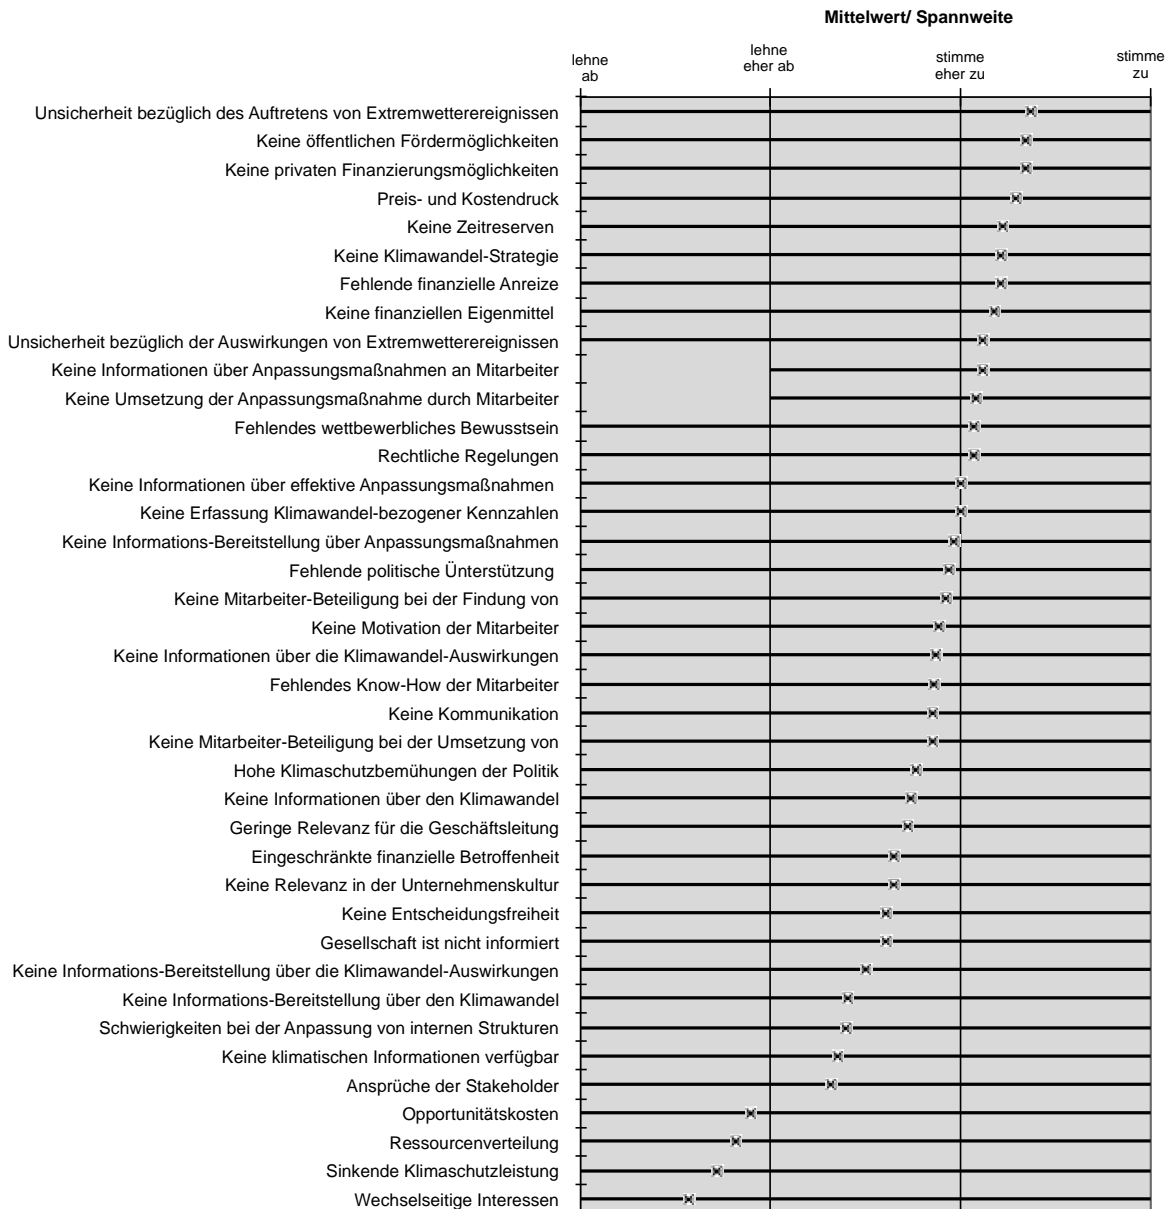 Mittelwert/ Spannweite
lehne
ab
lehne
eher ab
stimme
eher zu
stimme
zu
Unsicherheit bezüglich des Auftretens von Extremwetterereignissen
Keine öffentlichen Fördermöglichkeiten
Keine privaten Finanzierungsmöglichkeiten
Preis- und Kostendruck
Keine Zeitreserven
Keine Klimawandel-Strategie
Fehlende finanzielle Anreize
Keine finanziellen Eigenmittel
Unsicherheit bezüglich der Auswirkungen von Extremwetterereignissen
Keine Informationen über Anpassungsmaßnahmen an Mitarbeiter
Keine Umsetzung der Anpassungsmaßnahme durch Mitarbeiter
Fehlendes wettbewerbliches Bewusstsein
Rechtliche Regelungen
Keine Informationen über effektive Anpassungsmaßnahmen
Keine Erfassung Klimawandel-bezogener Kennzahlen
Keine Informations-Bereitstellung über Anpassungsmaßnahmen
Fehlende politische Ünterstützung
Keine Mitarbeiter-Beteiligung bei der Findung von
Keine Motivation der Mitarbeiter
Keine Informationen über die Klimawandel-Auswirkungen
Fehlendes Know-How der Mitarbeiter
Keine Kommunikation
Keine Mitarbeiter-Beteiligung bei der Umsetzung von
Hohe Klimaschutzbemühungen der Politik
Keine Informationen über den Klimawandel
Geringe Relevanz für die Geschäftsleitung
Eingeschränkte finanzielle Betroffenheit
Keine Relevanz in der Unternehmenskultur
Keine Entscheidungsfreiheit
Gesellschaft ist nicht informiert
Keine Informations-Bereitstellung über die Klimawandel-Auswirkungen
Keine Informations-Bereitstellung über den Klimawandel
Schwierigkeiten bei der Anpassung von internen Strukturen
Keine klimatischen Informationen verfügbar
Ansprüche der Stakeholder
Opportunitätskosten
Ressourcenverteilung
Sinkende Klimaschutzleistung
Wechselseitige Interessen